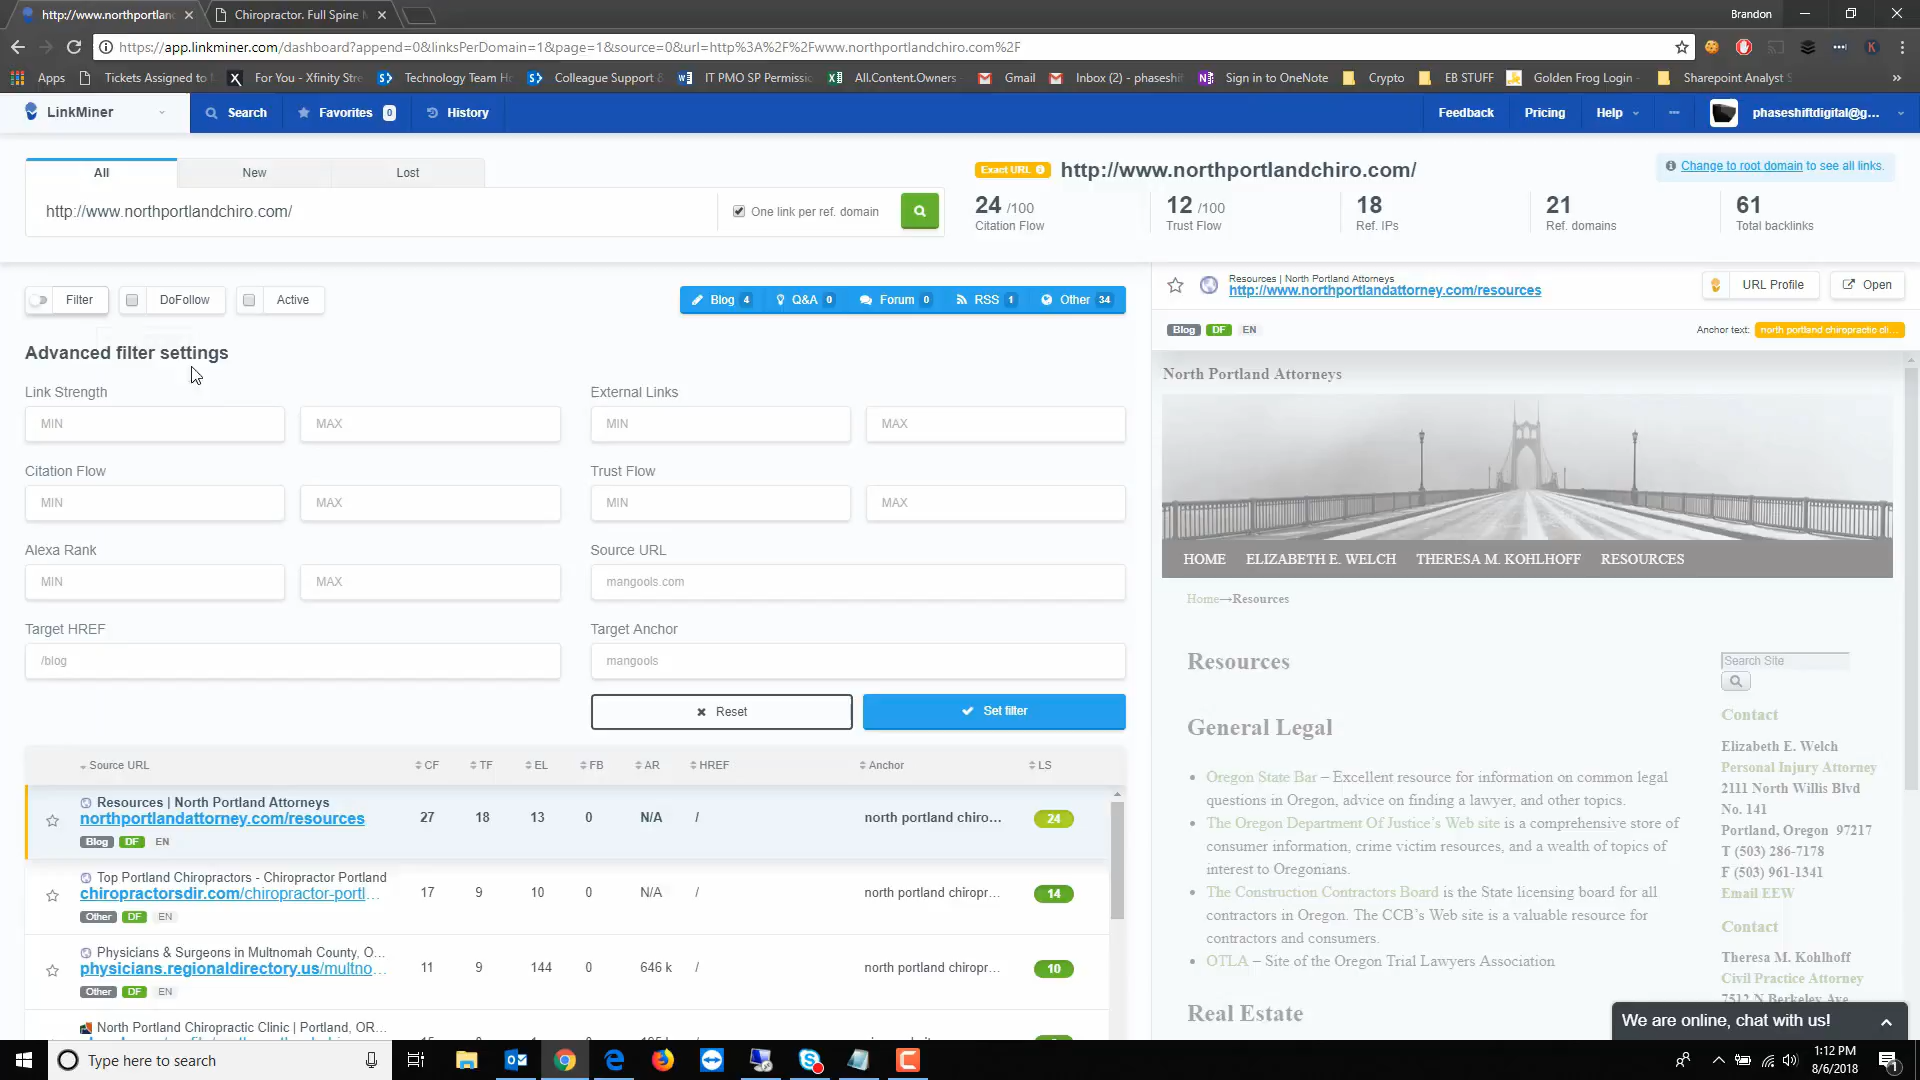 http://www.northportlan
Chiropractor. Full Spine
Brandon
https://app.linkminer.com/dashboard?append=0&linksPerDomain=1&page=1&source=0&url=http%3A%2F%2Fwww.northportlandchiro.com%2F
Apps
Tickets Assigned to
For You - Xfinity Stre
Technology Team H
Colleague Support &
IT PMO SP Permissic
All.Content.Owners
Gmail
Inbox (2) - phaseshif
Sign in to OneNote
Crypto
EB STUFF
Golden Frog Login -
Sharepoint Analyst
LinkMiner
Search
Favorites 0
History
Feedback
Pricing
Help
phaseshiftdigital@g...
All
New
Lost
http://www.northportlandchiro.com/
One link per ref. domain
Exact URL
http://www.northportlandchiro.com/
Change to root domain to see all links.
24 /100
Citation Flow
12 /100
Trust Flow
18
Ref. IPs
21
Ref. domains
61
Total backlinks
Filter
DoFollow
Active
Blog 4
Q&A 0
Forum 0
RSS 1
Other 34
Advanced filter settings
Link Strength
MIN
MAX
External Links
MIN
MAX
Citation Flow
MIN
MAX
Trust Flow
MIN
MAX
Alexa Rank
MIN
MAX
Source URL
mangools.com
Target HREF
/blog
Target Anchor
mangools
Reset
Set filter
Source URL CF TF EL FB AR HREF Anchor LS
Resources | North Portland Attorneys
northportlandattorney.com/resources 27 18 13 0 N/A / north portland chiro... 24
Blog DF EN
Top Portland Chiropractors - Chiropractor Portland
chiropractorsdir.com/chiropractor-portl... 17 9 10 0 N/A / north portland chiropr... 14
Other DF EN
Physicians & Surgeons in Multnomah County, O...
physicians.regionaldirectory.us/multno... 11 9 144 0 646 k / north portland chiropr... 10
Other DF EN
North Portland Chiropractic Clinic | Portland, OR...
Resources | North Portland Attorneys
http://www.northportlandattorney.com/resources
URL Profile
Open
Blog DF EN
Anchor text: north portland chiropractic cli...
North Portland Attorneys
HOME ELIZABETH E. WELCH THERESA M. KOHLHOFF RESOURCES
Home→Resources
Resources
General Legal
Oregon State Bar – Excellent resource for information on common legal
questions in Oregon, advice on finding a lawyer, and other topics.
The Oregon Department Of Justice's Web site is a comprehensive store of
consumer information, crime victim resources, and a wealth of topics of
interest to Oregonians.
The Construction Contractors Board is the State licensing board for all
contractors in Oregon. The CCB's Web site is a valuable resource for
contractors and consumers.
OTLA – Site of the Oregon Trial Lawyers Association
Real Estate
Search Site
Contact
Elizabeth E. Welch
Personal Injury Attorney
2111 North Willis Blvd
No. 141
Portland, Oregon 97217
T (503) 286-7178
F (503) 961-1341
Email EEW
Contact
Theresa M. Kohlhoff
Civil Practice Attorney
7512 N Berkeley Ave
We are online, chat with us!
Type here to search
1:12 PM
8/6/2018